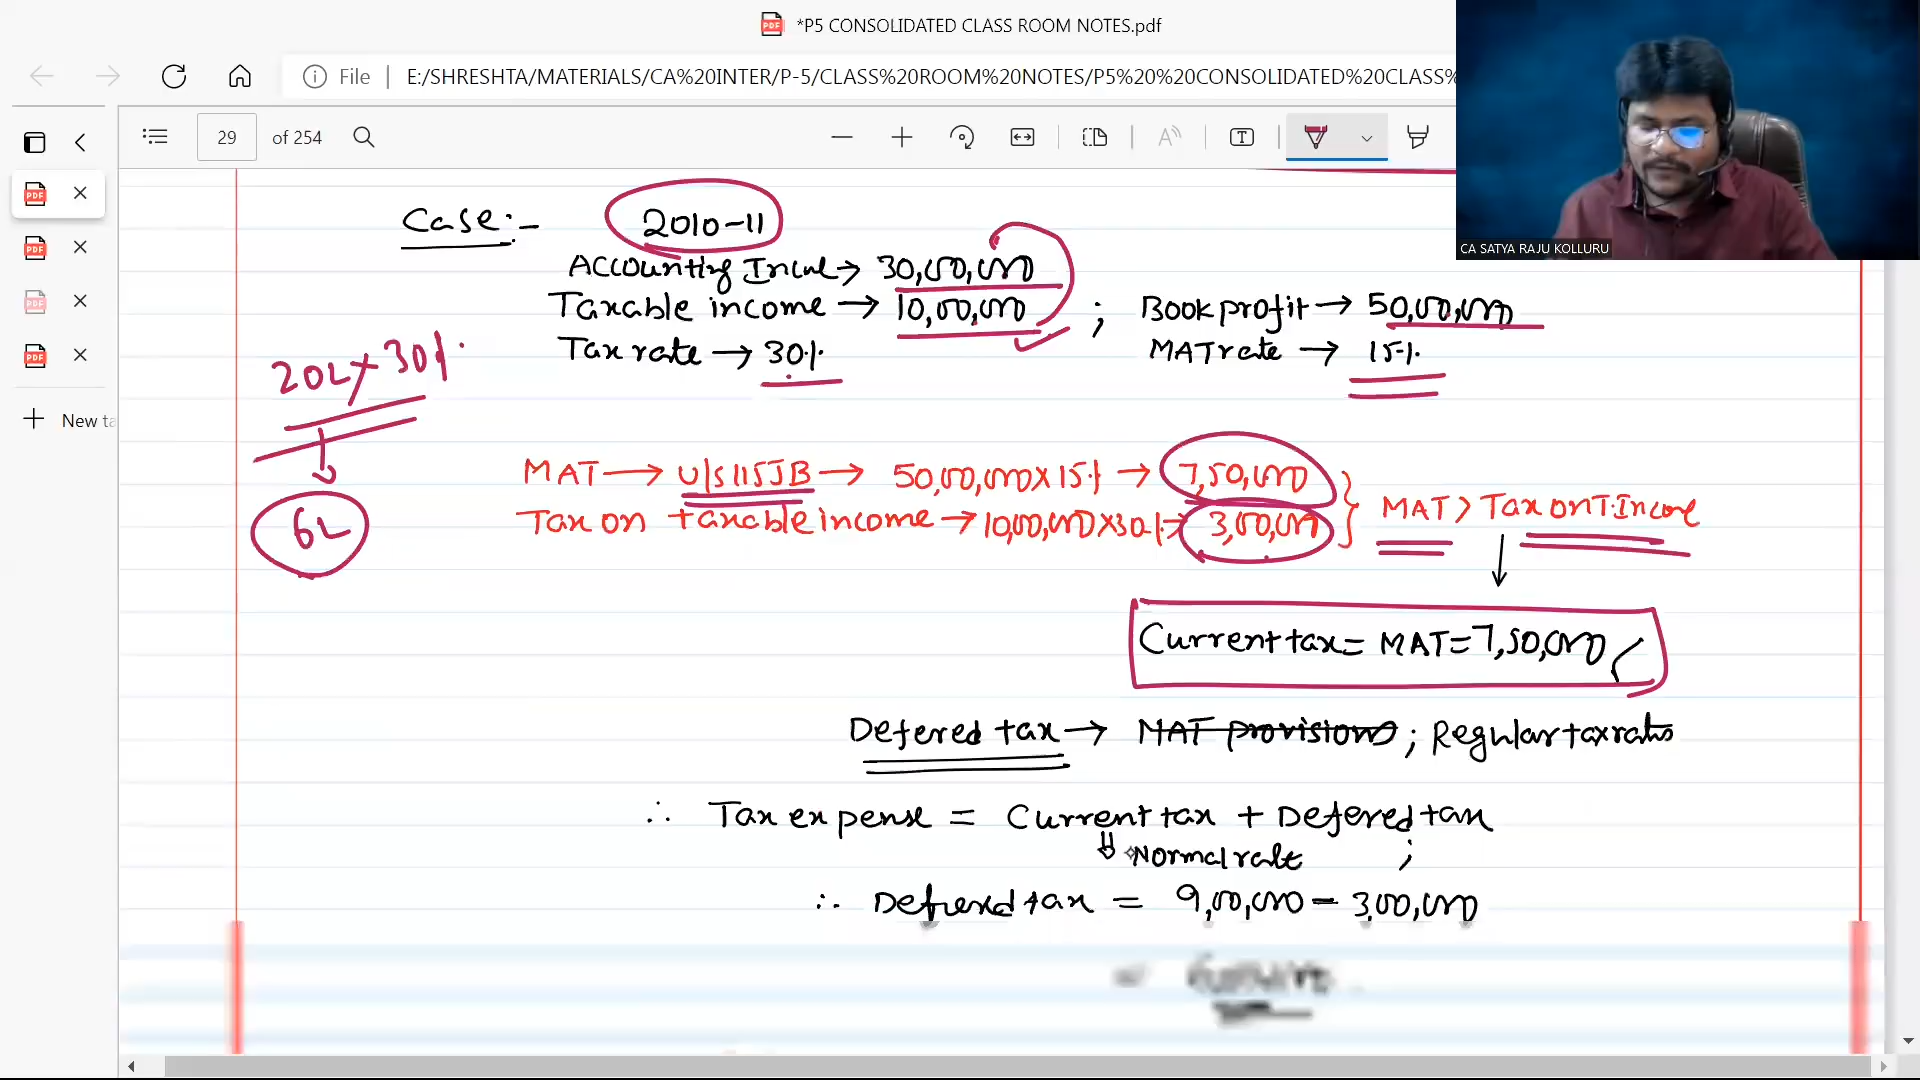 *P5 CONSOLIDATED CLASS ROOM NOTES.pdf
File | E:/SHRESHTA/MATERIALS/CA%20INTER/P-5/CLASS%20ROOM%20NOTES/P5%20%20CONSOLIDATED%20CLASS%
29 of 254
New ta
CA SATYA RAJU KOLLURU
Case:- 2010-11
Accounting Incul → 30,00,000
Taxable income → 10,00,000 ; Book profit → 50,00,000
Tax rate → 30% MAT rate → 15%
20L x 30%
6L
MAT → U/s 115JB → 50,00,000 x 15% → 7,50,000
Tax on taxable income → 10,00,000 x 30% → 3,00,000 } MAT > Tax on T.Income
Current tax = MAT = 7,50,000
Defered tax → MAT provisions ; Regular tax rates
∴ Tax expense = Current tax + Defered tax
Normal rate ;
∴ Defered tax = 9,00,000 - 3,00,000